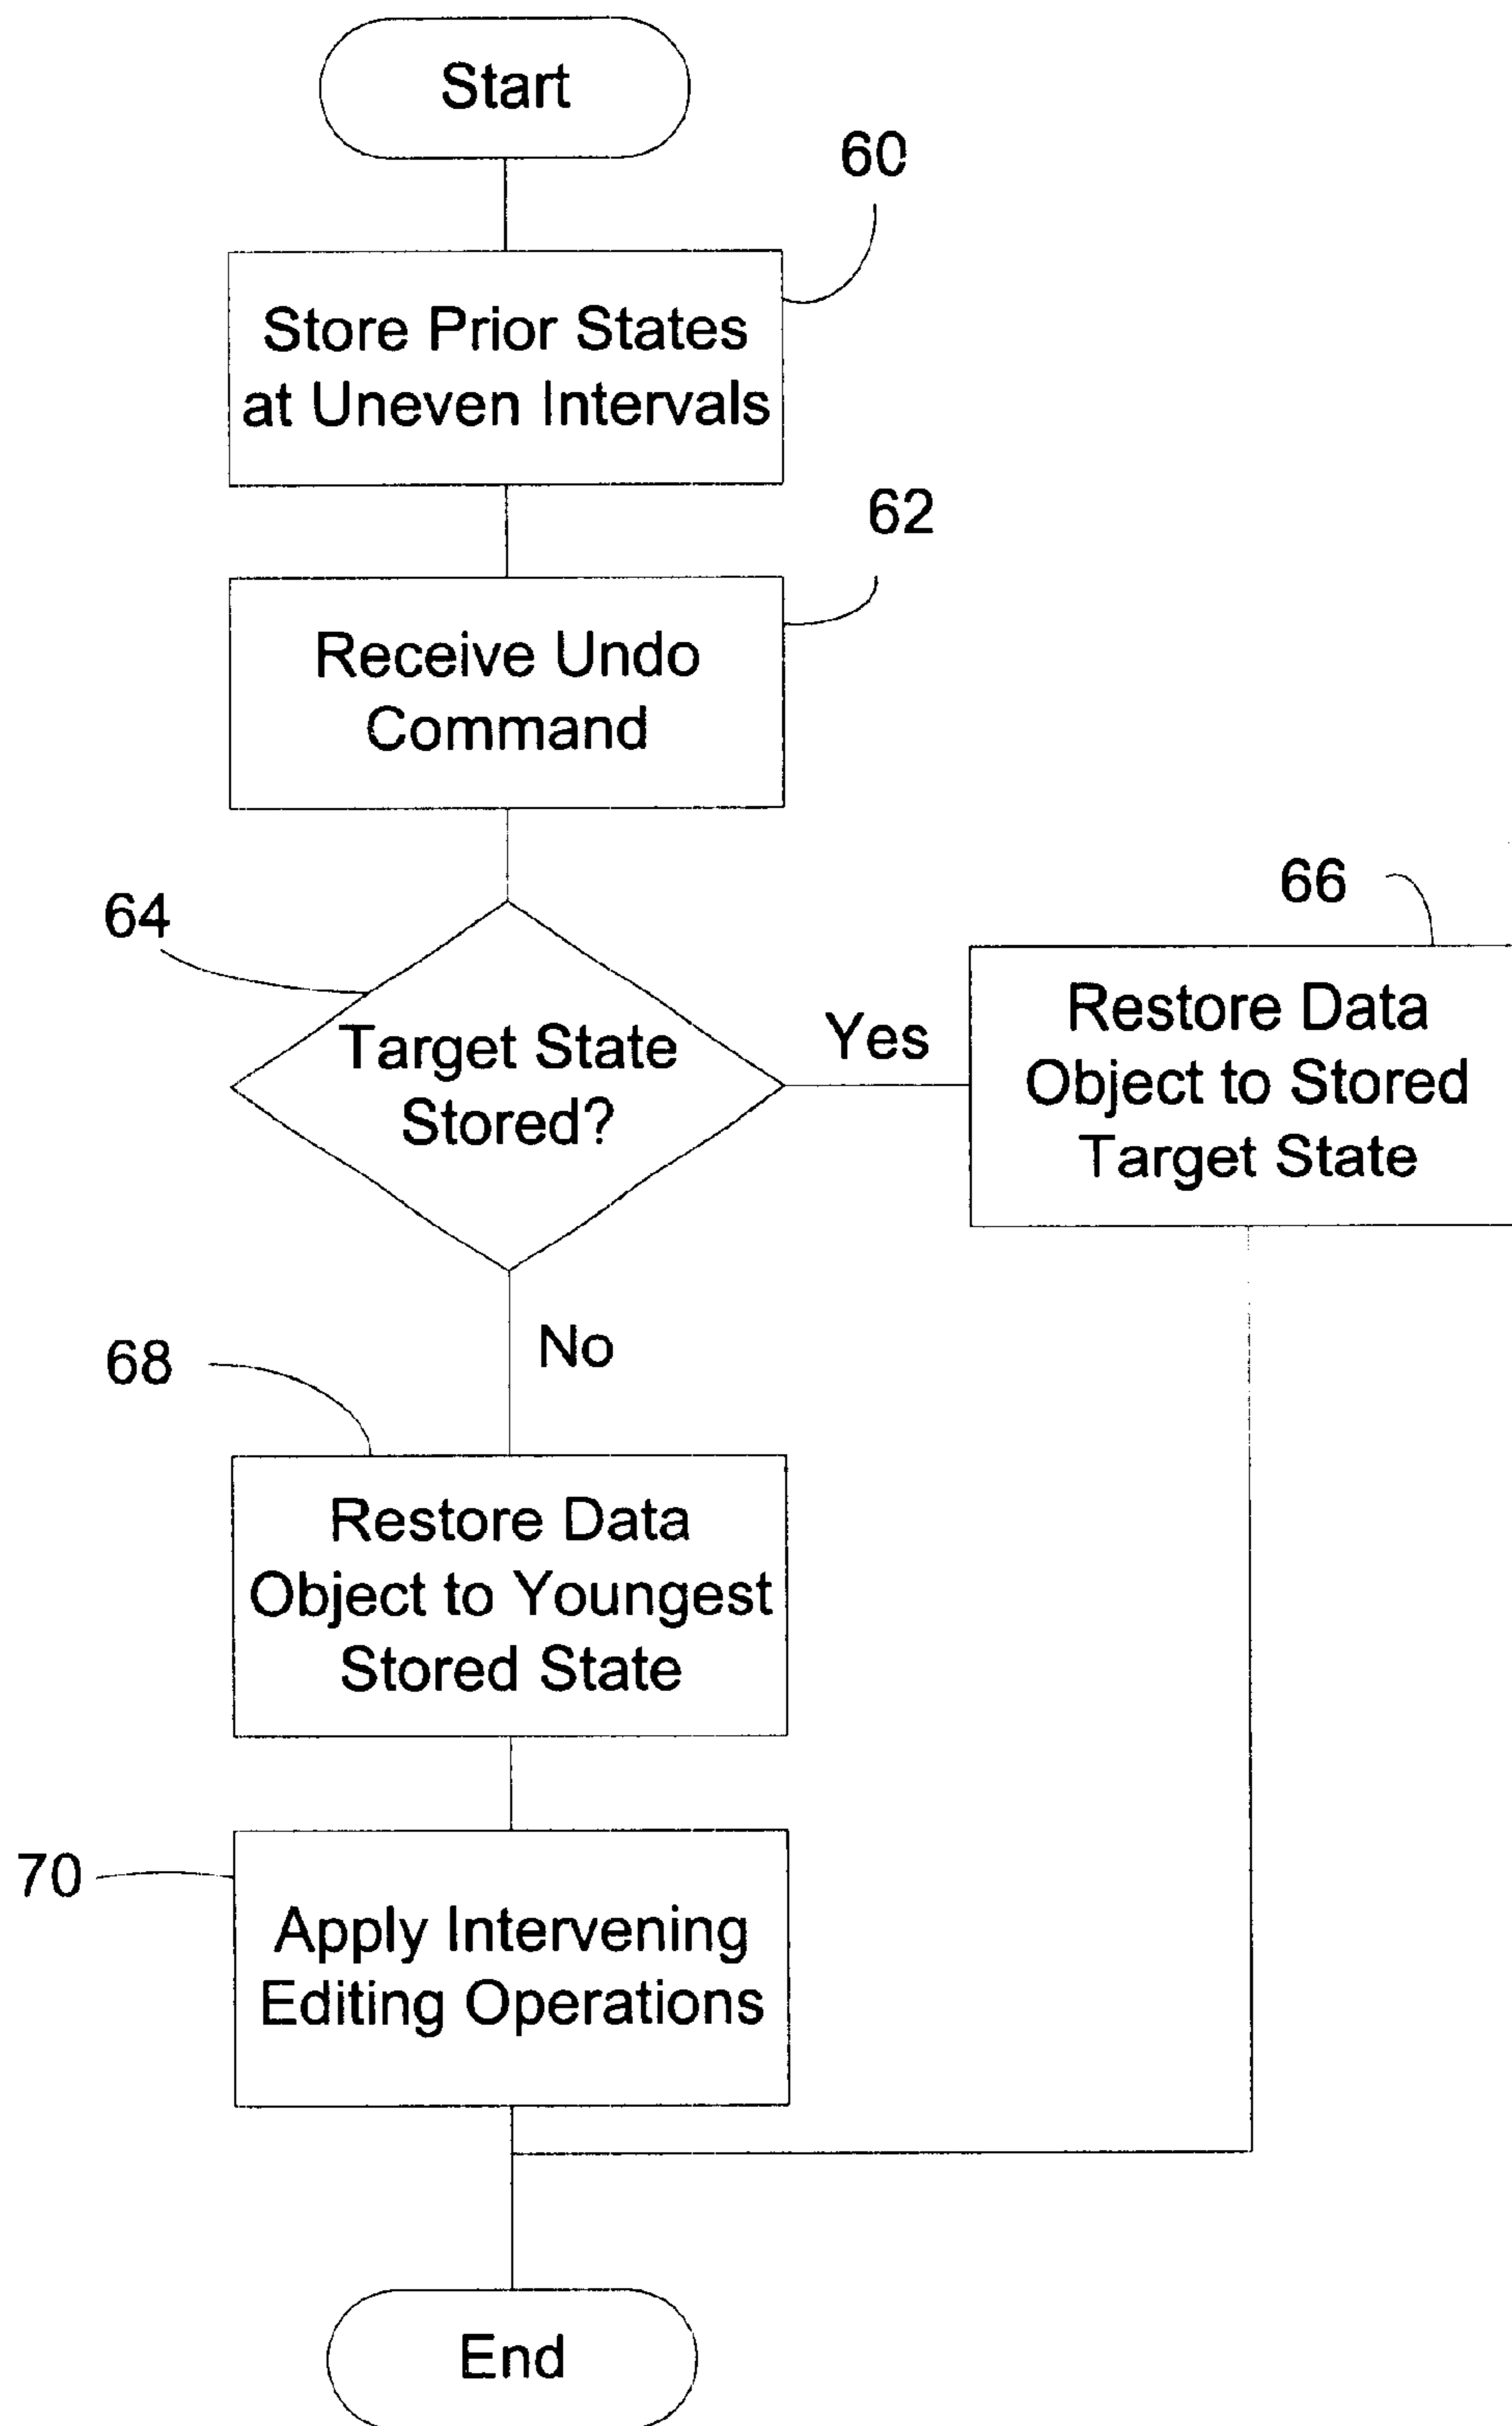 Start
60
Store Prior States
at Uneven Intervals
62
Receive Undo
Command
64
Target State
Stored?
Yes
66
Restore Data
Object to Stored
Target State
No
68
Restore Data
Object to Youngest
Stored State
70
Apply Intervening
Editing Operations
End